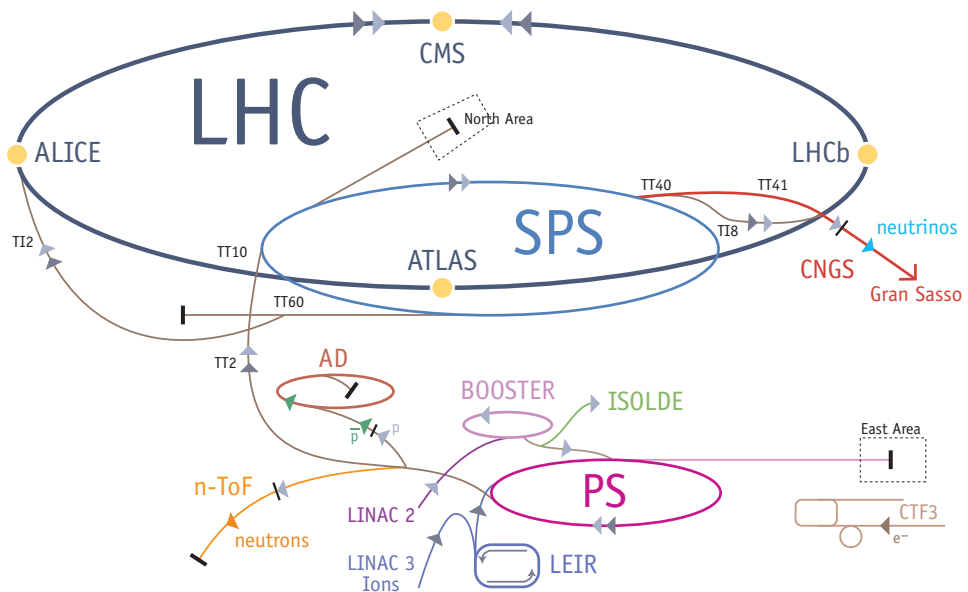 CMS
LHC
North Area
ALICE
LHCb
TT40
TT41
TI2
TT10
SPS
TI8
neutrinos
ATLAS
CNGS
Gran Sasso
TT60
TT2
AD
BOOSTER
ISOLDE
p
p
East Area
n-ToF
PS
LINAC 2
neutrons
CTF3
e⁻
LINAC 3
Ions
LEIR